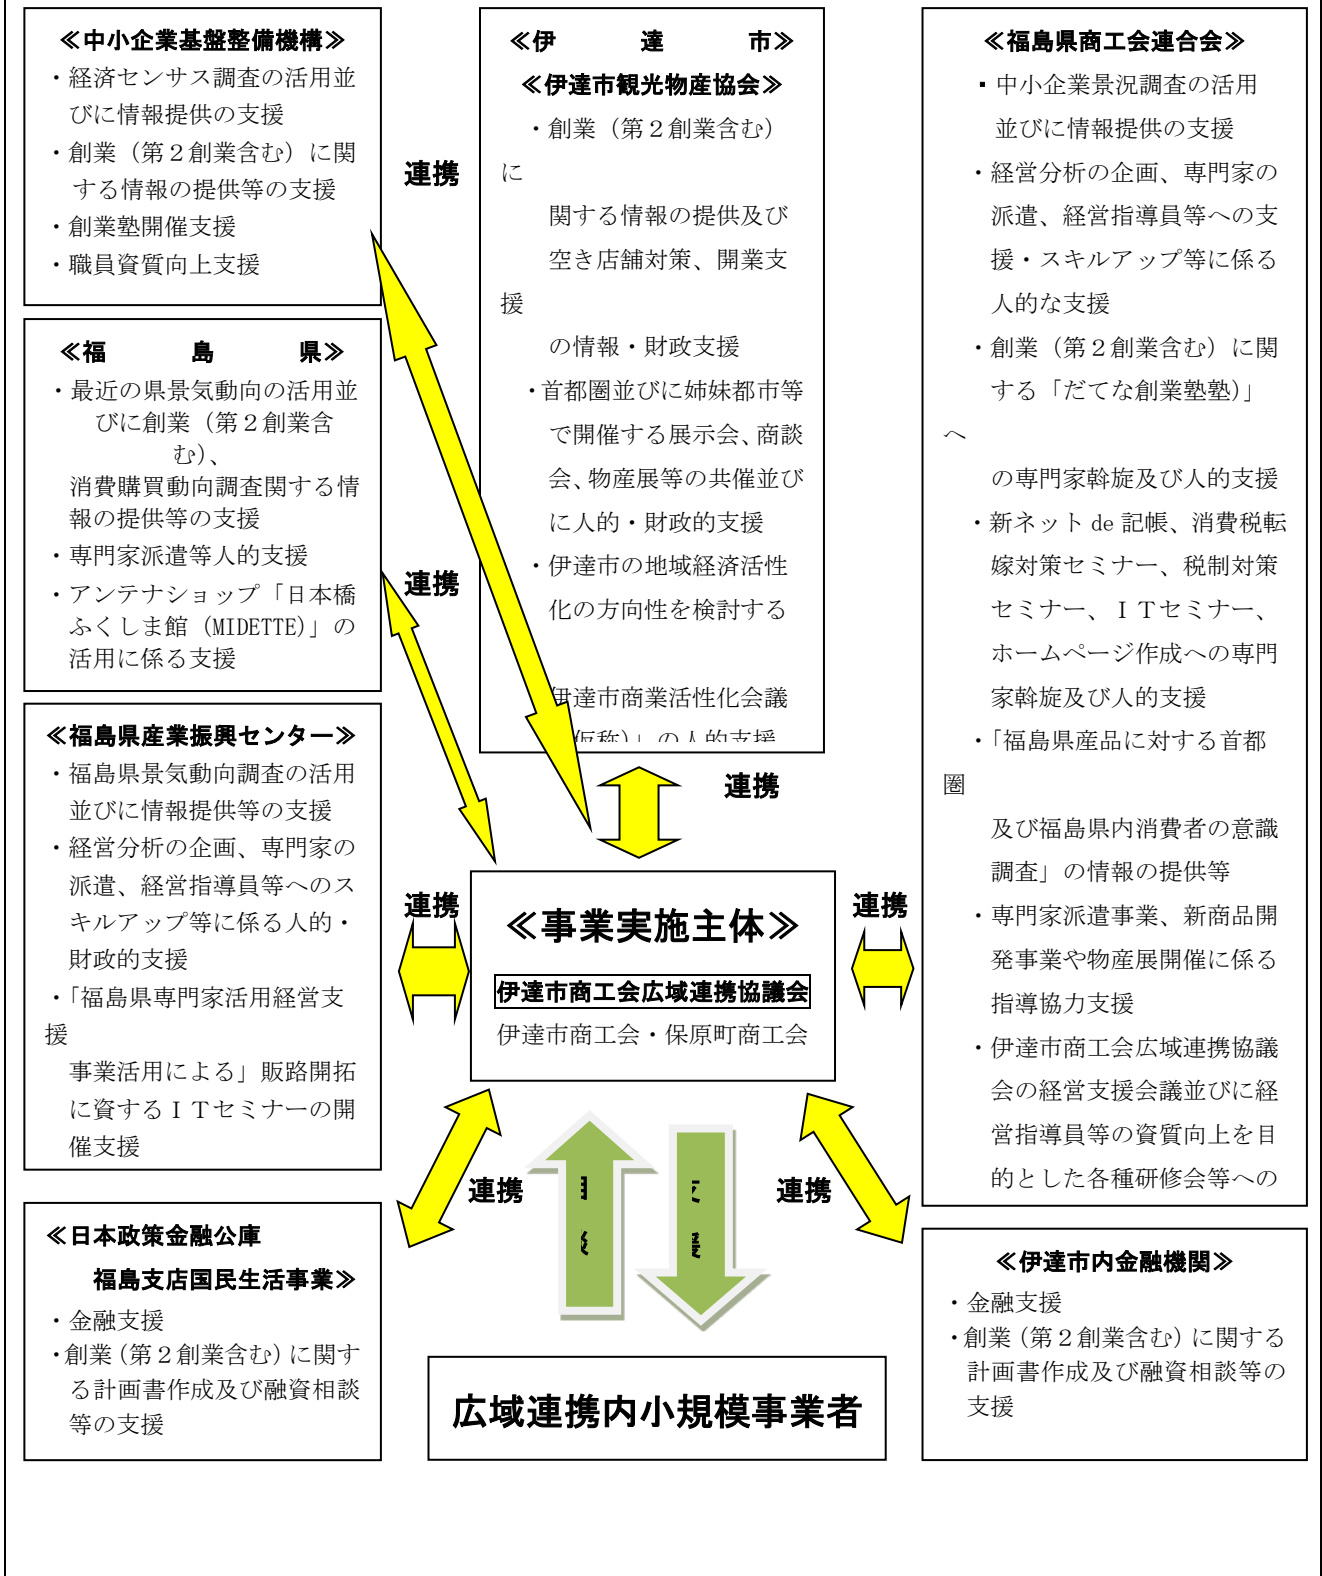 ≪中小企業基盤整備機構≫
・経済センサス調査の活用並
びに情報提供の支援
・創業（第２創業含む）に関
する情報の提供等の支援
・創業塾開催支援
・職員資質向上支援
連携
≪福　島　県≫
・最近の県景気動向の活用並
びに創業（第２創業含
む）、
消費購買動向調査関する情
報の提供等の支援
・専門家派遣等人的支援
・アンテナショップ「日本橋
ふくしま館（MIDETTE）」の
活用に係る支援
連携
≪福島県産業振興センター≫
・福島県景気動向調査の活用
並びに情報提供等の支援
・経営分析の企画、専門家の
派遣、経営指導員等へのス
キルアップ等に係る人的・
財政的支援
・「福島県専門家活用経営支
援
事業活用による」販路開拓
に資するＩＴセミナーの開
催支援
連携
≪日本政策金融公庫
福島支店国民生活事業≫
・金融支援
・創業（第２創業含む）に関す
る計画書作成及び融資相談
等の支援
連携
≪伊　達　市≫
≪伊達市観光物産協会≫
・創業（第２創業含む）
に
関する情報の提供及び
空き店舗対策、開業支
援
の情報・財政支援
・首都圏並びに姉妹都市等
で開催する展示会、商談
会、物産展等の共催並び
に人的・財政的支援
・伊達市の地域経済活性
化の方向性を検討する
伊達市商業活性化会議
仮称）」の人的支援
連携
≪事業実施主体≫
伊達市商工会広域連携協議会
伊達市商工会・保原町商工会
連携
連携
広域連携内小規模事業者
≪福島県商工会連合会≫
・中小企業景況調査の活用
並びに情報提供の支援
・経営分析の企画、専門家の
派遣、経営指導員等への支
援・スキルアップ等に係る
人的な支援
・創業（第２創業含む）に関
する「だてな創業塾塾）」
へ
の専門家斡旋及び人的支援
・新ネット de 記帳、消費税転
嫁対策セミナー、税制対策
セミナー、ＩＴセミナー、
ホームページ作成への専門
家斡旋及び人的支援
・「福島県産品に対する首都
圏
及び福島県内消費者の意識
調査」の情報の提供等
・専門家派遣事業、新商品開
発事業や物産展開催に係る
指導協力支援
・伊達市商工会広域連携協議
会の経営支援会議並びに経
営指導員等の資質向上を目
的とした各種研修会等への
≪伊達市内金融機関≫
・金融支援
・創業（第２創業含む）に関する
計画書作成及び融資相談等の
支援